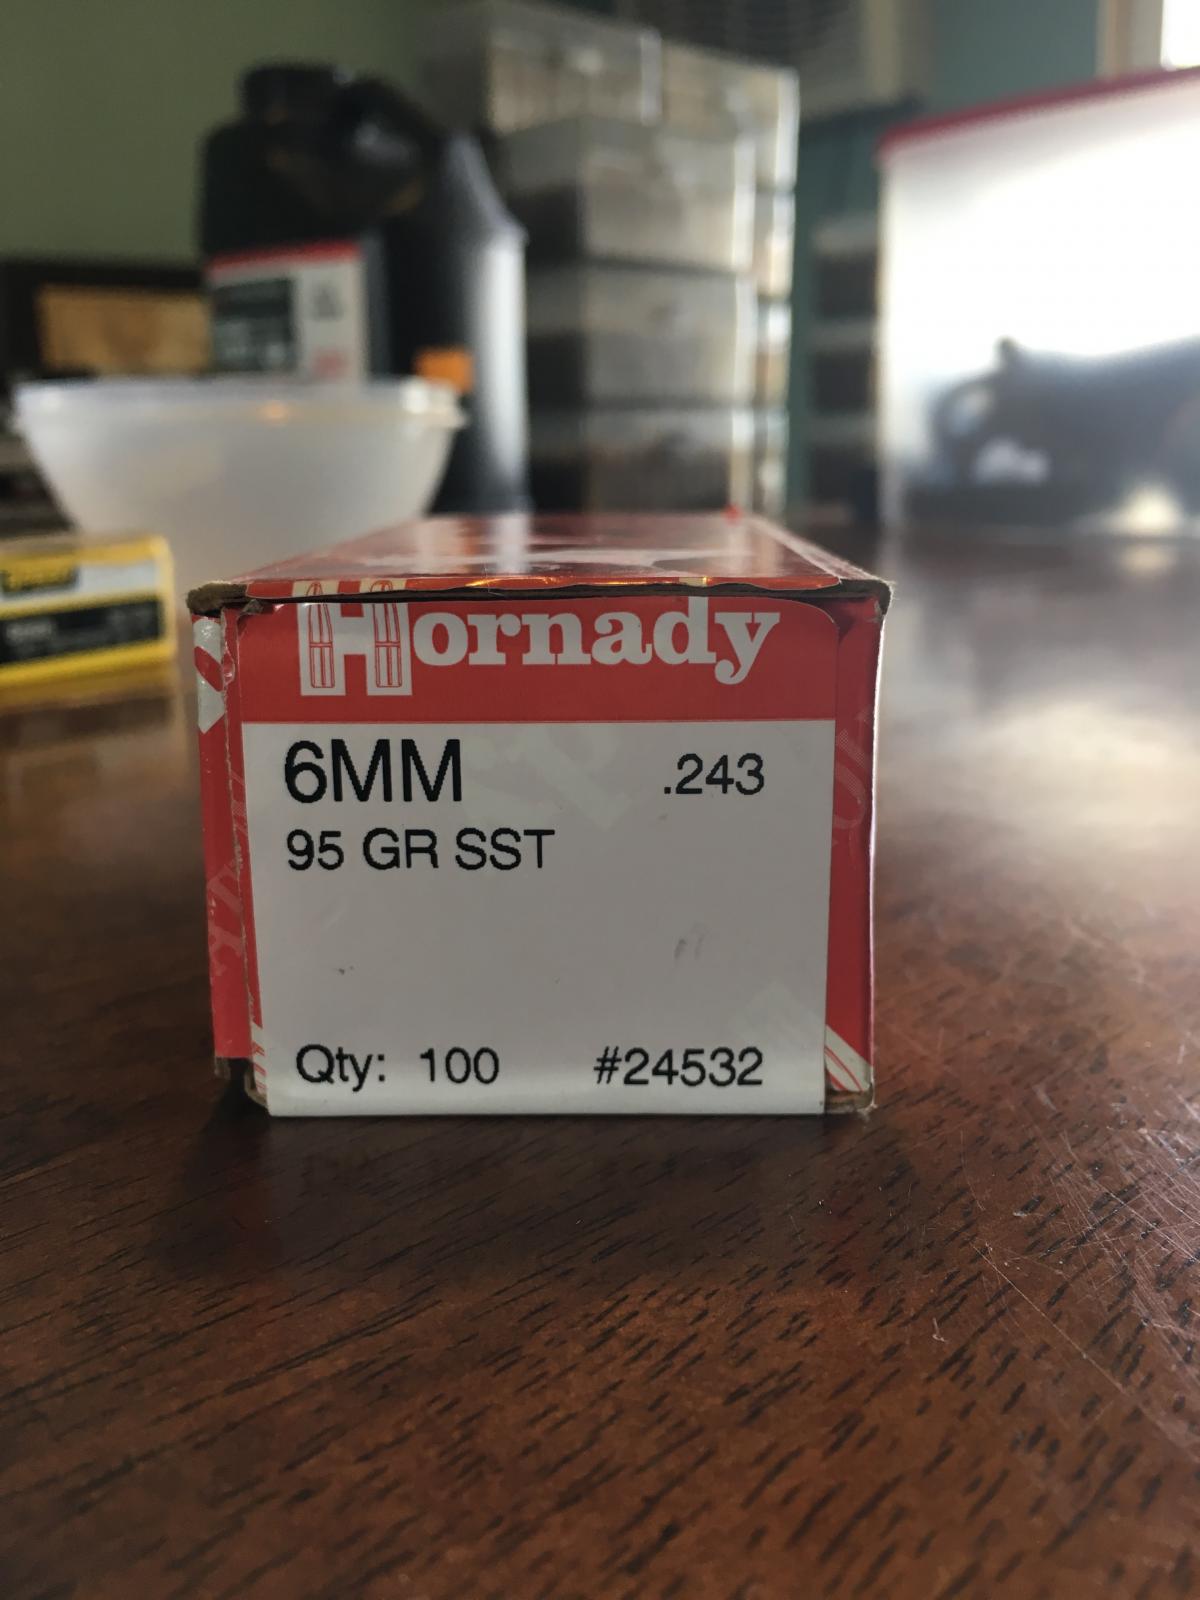 Hornady
6MM .243
95 GR SST
Qty: 100 #24532